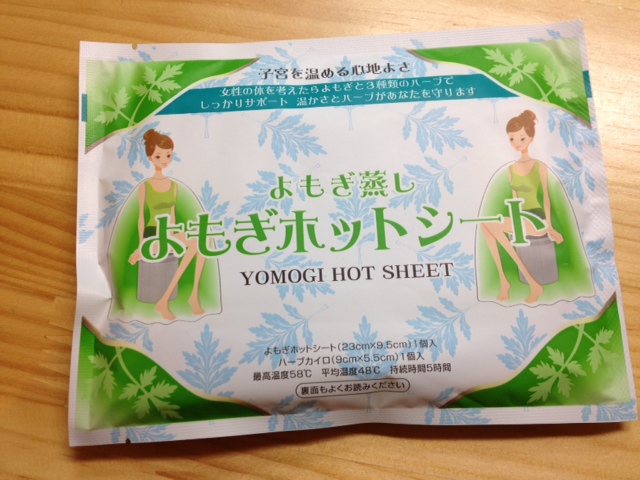 子宮を温める心地よさ
女性の体を考えたらよもぎと3種類のハーブで
しっかりサポート 温かさとハーブがあなたを守ります
よもぎ蒸し
よもぎホットシート
YOMOGI HOT SHEET
よもぎホットシート(23cm×9.5cm)1個入
ハーブカイロ(9cm×5.5cm)1個入
最高温度58℃ 平均温度48℃ 持続時間5時間
裏面もよくお読みください